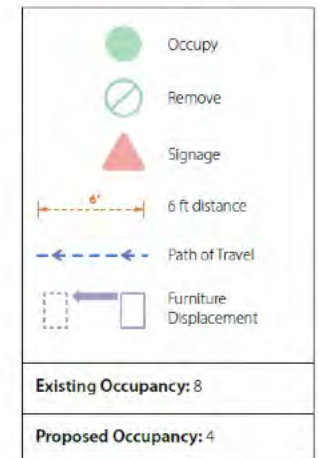 Occupy
Remove
Signage
6'
6 ft distance
Path of Travel
Furniture
Displacement
Existing Occupancy: 8
Proposed Occupancy: 4